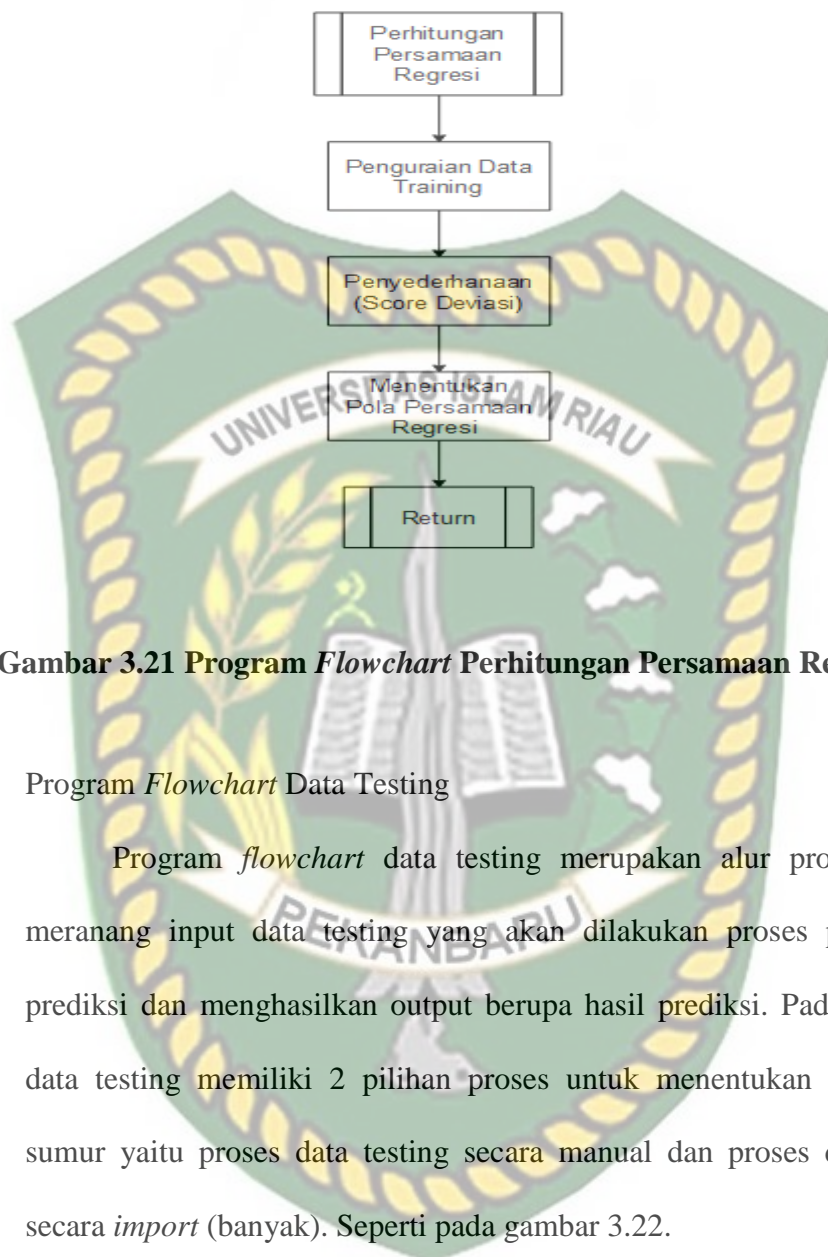 Perhitungan
Persamaan
Regresi
Penguraian Data
Training
Penyederhanaan
(Score Deviasi)
UNIVERSITAS ISLAM RIAU
Menentukan
Pola Persamaan
Regresi
Return
Gambar 3.21 Program Flowchart Perhitungan Persamaan Re
Program Flowchart Data Testing
Program flowchart data testing merupakan alur pro
meranang input data testing yang akan dilakukan proses p
prediksi dan menghasilkan output berupa hasil prediksi. Pad
data testing memiliki 2 pilihan proses untuk menentukan
PEKANBARU
sumur yaitu proses data testing secara manual dan proses
secara import (banyak). Seperti pada gambar 3.22.